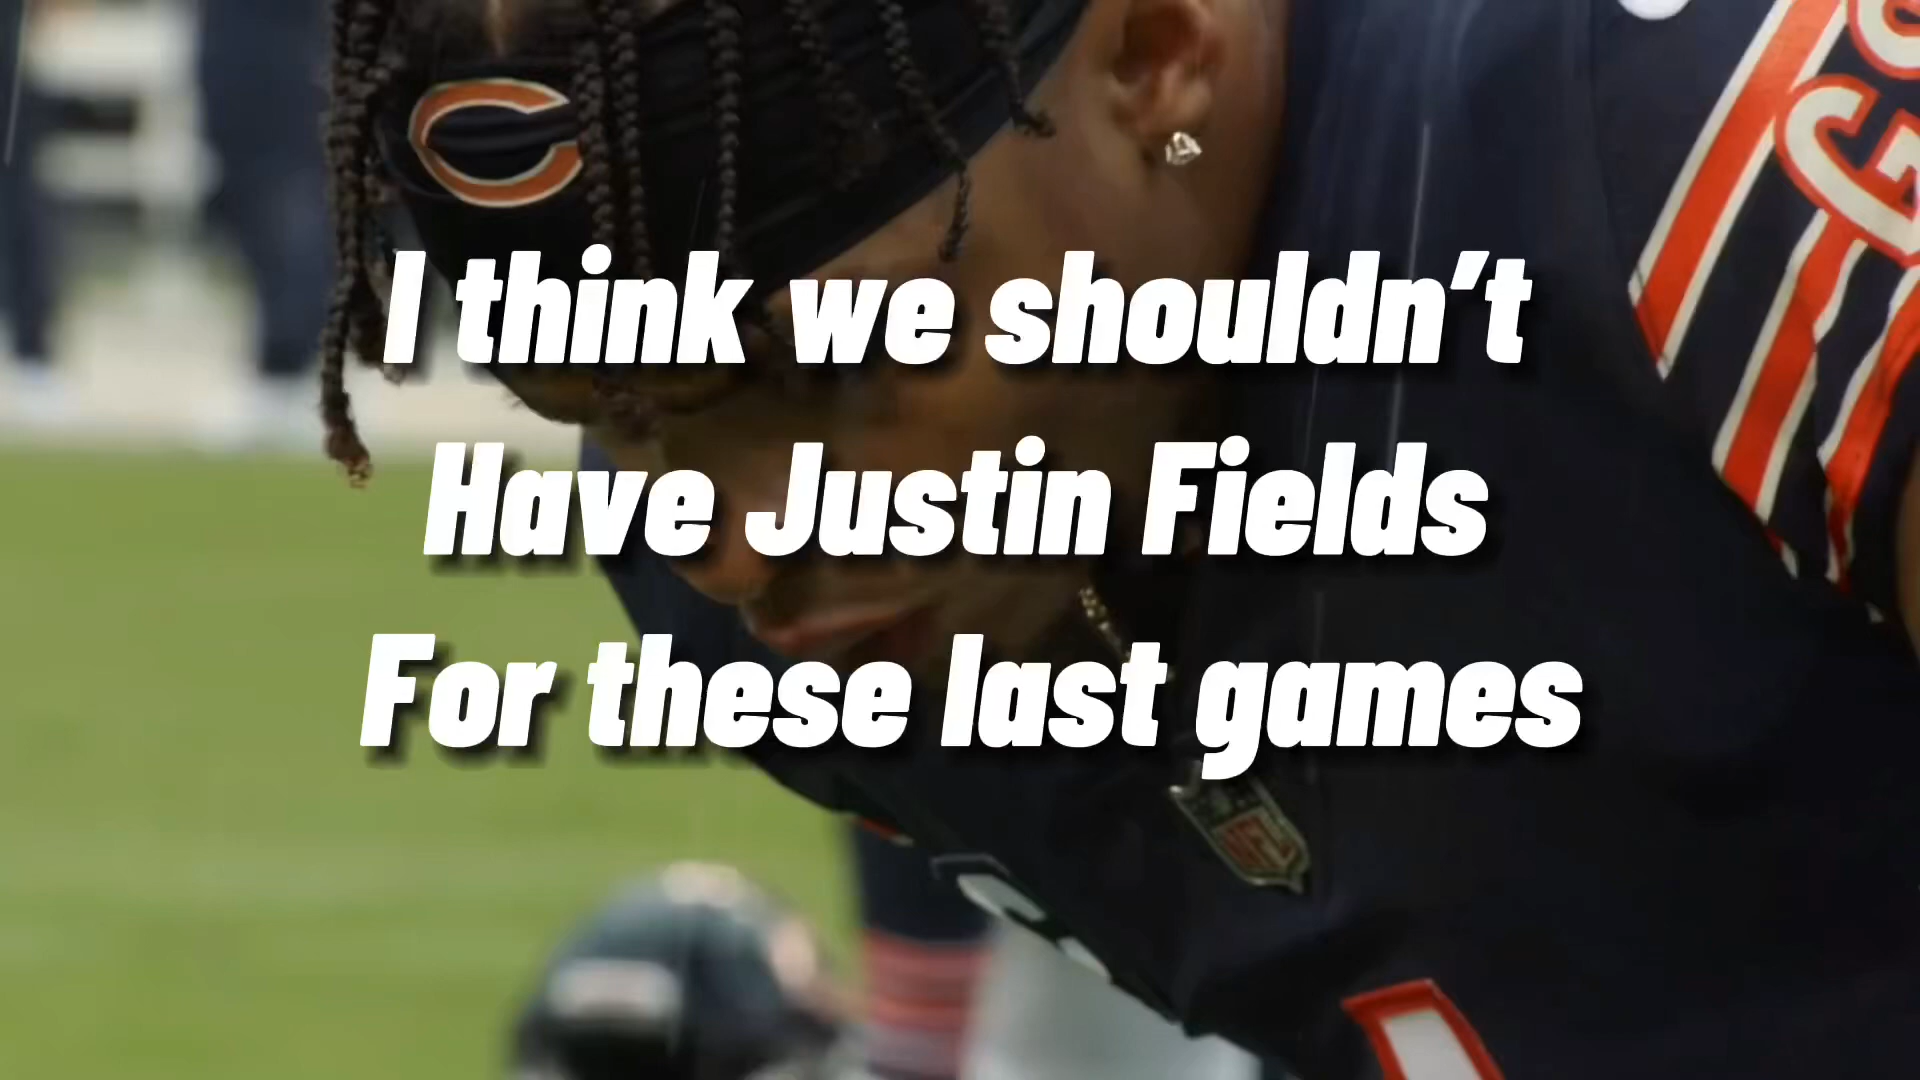 I think we shouldn’t
Have Justin Fields
For these last games